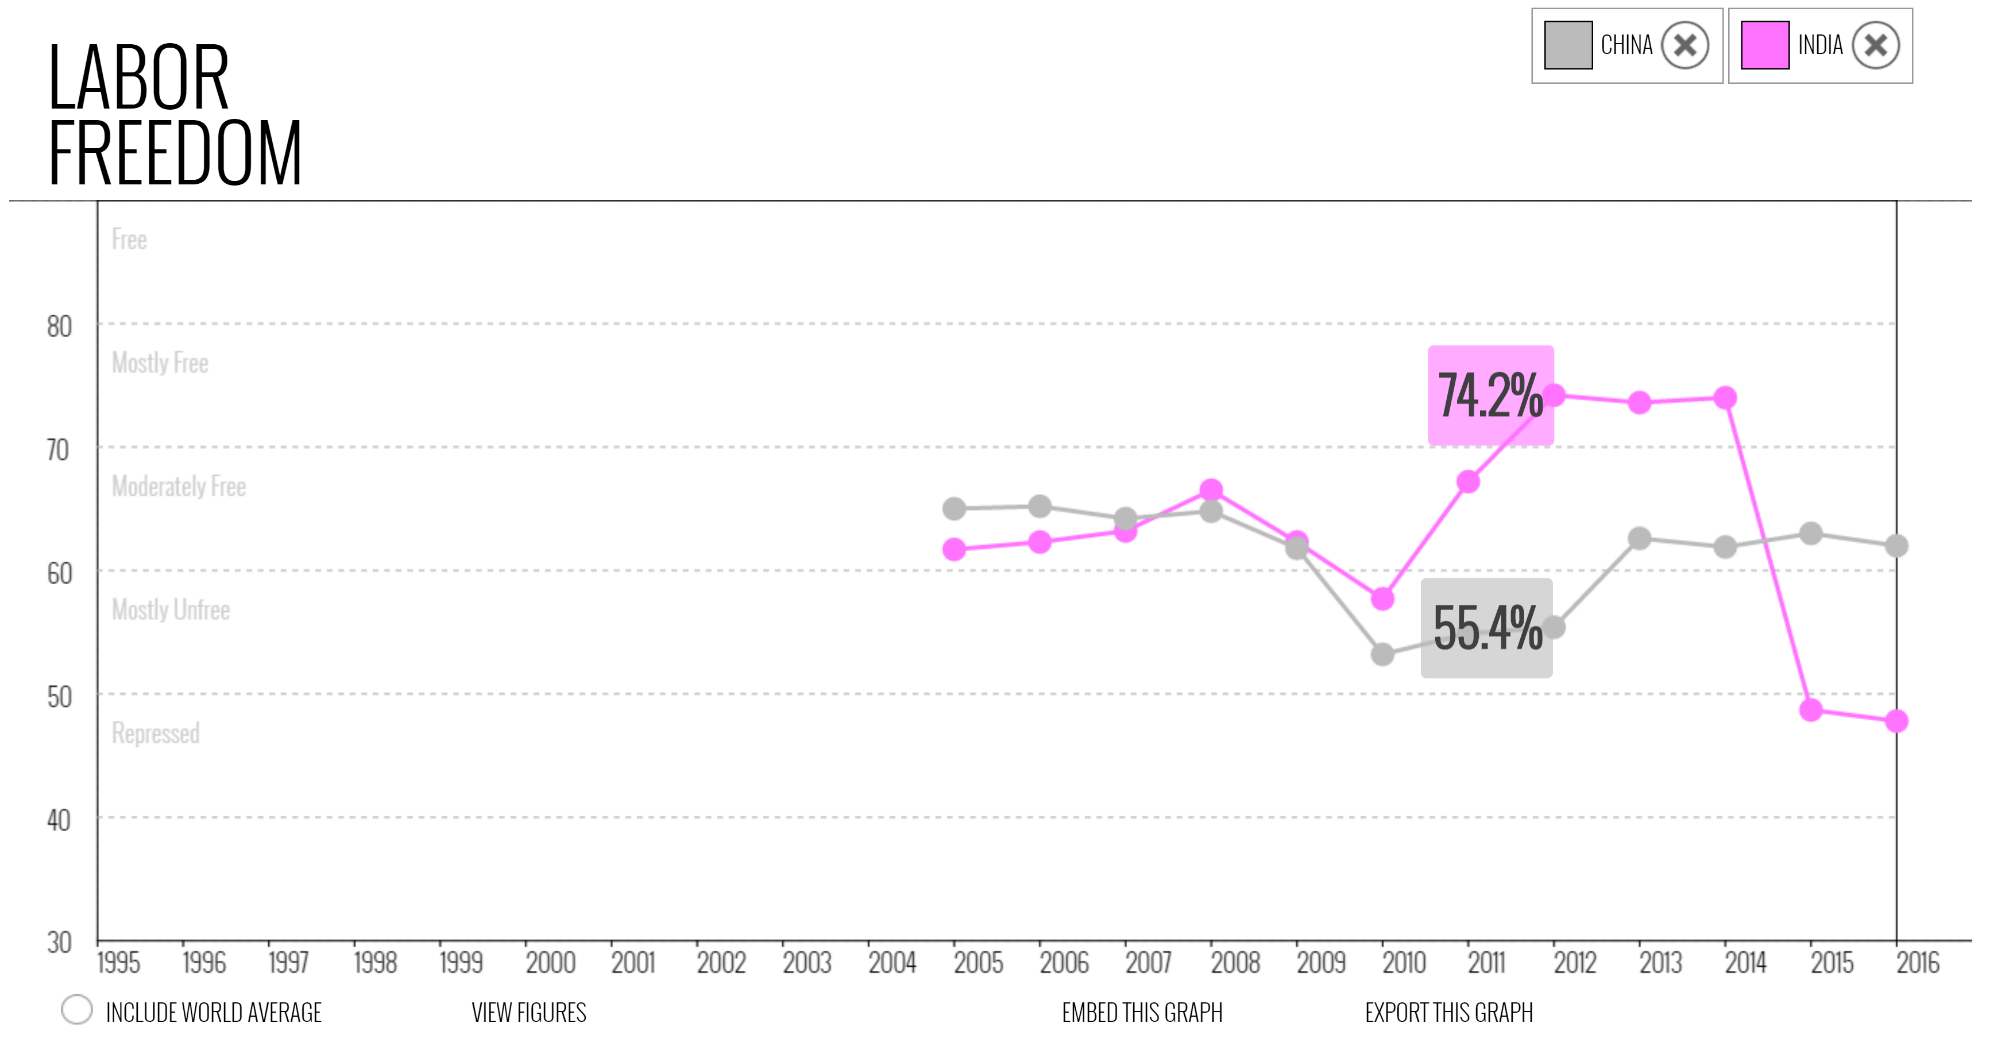 CHINA
INDIA
LABOR
FREEDOM
Free
80
Mostly Free
74.2%
70
Moderately Free
60
Mostly Unfree
55.4%
50
Repressed
40
30
1995 1996 1997 1998 1999 2000 2001 2002 2003 2004 2005 2006 2007 2008 2009 2010 2011 2012 2013 2014 2015 2016
INCLUDE WORLD AVERAGE VIEW FIGURES EMBED THIS GRAPH EXPORT THIS GRAPH